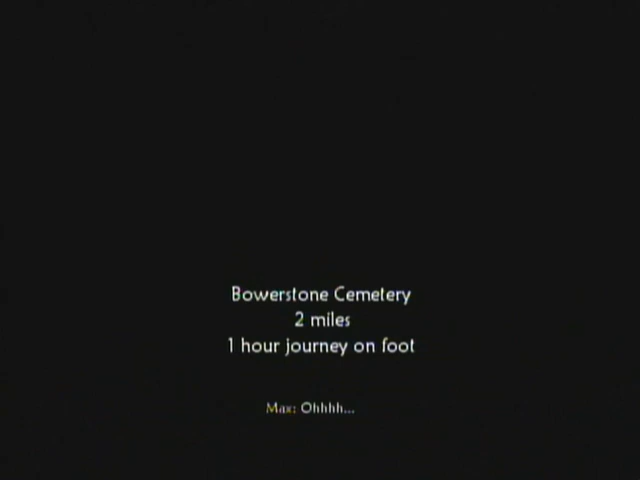 Bowerstone Cemetery
2 miles
1 hour journey on foot
Max: Ohhhh...